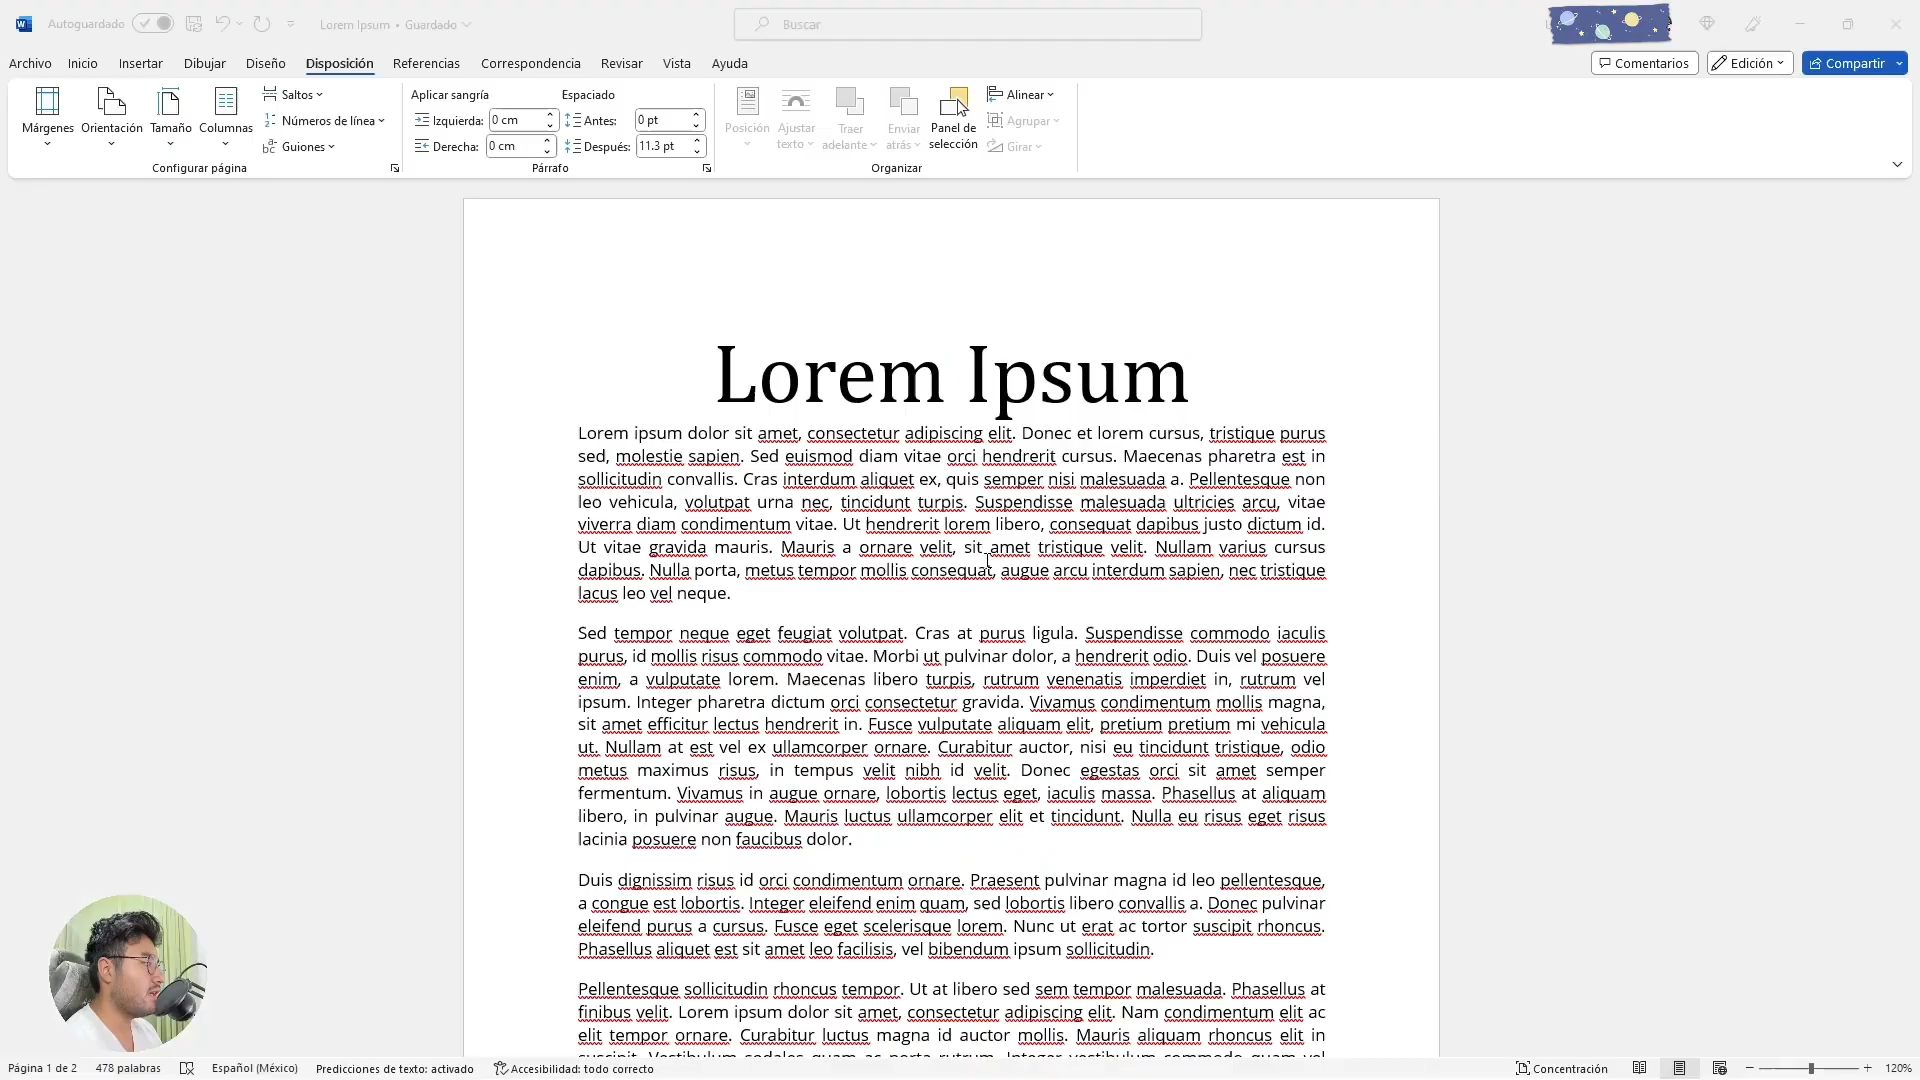 Autoguardado
Lorem Ipsum • Guardado
Buscar
Archivo Inicio Insertar Dibujar Diseño Disposición Referencias Correspondencia Revisar Vista Ayuda
Comentarios Edición Compartir
Márgenes
Orientación
Tamaño
Columnas
Saltos
Números de línea
Guiones
Configurar página
Aplicar sangría
Izquierda: 0 cm
Derecha: 0 cm
Espaciado
Antes: 0 pt
Después: 11.3 pt
Párrafo
Posición
Ajustar
texto
Traer
adelante
Enviar
atrás
Panel de
selección
Alinear
Agrupar
Girar
Organizar
Lorem Ipsum
Lorem ipsum dolor sit amet, consectetur adipiscing elit. Donec et lorem cursus, tristique purus
sed, molestie sapien. Sed euismod diam vitae orci hendrerit cursus. Maecenas pharetra est in
sollicitudin convallis. Cras interdum aliquet ex, quis semper nisi malesuada a. Pellentesque non
leo vehicula, volutpat urna nec, tincidunt turpis. Suspendisse malesuada ultricies arcu, vitae
viverra diam condimentum vitae. Ut hendrerit lorem libero, consequat dapibus justo dictum id.
Ut vitae gravida mauris. Mauris a ornare velit, sit amet tristique velit. Nullam varius cursus
dapibus. Nulla porta, metus tempor mollis consequat, augue arcu interdum sapien, nec tristique
lacus leo vel neque.
Sed tempor neque eget feugiat volutpat. Cras at purus ligula. Suspendisse commodo iaculis
purus, id mollis risus commodo vitae. Morbi ut pulvinar dolor, a hendrerit odio. Duis vel posuere
enim, a vulputate lorem. Maecenas libero turpis, rutrum venenatis imperdiet in, rutrum vel
ipsum. Integer pharetra dictum orci consectetur gravida. Vivamus condimentum mollis magna,
sit amet efficitur lectus hendrerit in. Fusce vulputate aliquam elit, pretium pretium mi vehicula
ut. Nullam at est vel ex ullamcorper ornare. Curabitur auctor, nisi eu tincidunt tristique, odio
metus maximus risus, in tempus velit nibh id velit. Donec egestas orci sit amet semper
fermentum. Vivamus in augue ornare, lobortis lectus eget, iaculis massa. Phasellus at aliquam
libero, in pulvinar augue. Mauris luctus ullamcorper elit et tincidunt. Nulla eu risus eget risus
lacinia posuere non faucibus dolor.
Duis dignissim risus id orci condimentum ornare. Praesent pulvinar magna id leo pellentesque,
a congue est lobortis. Integer eleifend enim quam, sed lobortis libero convallis a. Donec pulvinar
eleifend purus a cursus. Fusce eget scelerisque lorem. Nunc ut erat ac tortor suscipit rhoncus.
Phasellus aliquet est sit amet leo facilisis, vel bibendum ipsum sollicitudin.
Pellentesque sollicitudin rhoncus tempor. Ut at libero sed sem tempor malesuada. Phasellus at
finibus velit. Lorem ipsum dolor sit amet, consectetur adipiscing elit. Nam condimentum elit ac
elit tempor ornare. Curabitur luctus magna id auctor mollis. Mauris aliquam rhoncus elit in
suscipit. Vestibulum sodales quam ac porta rutrum. Integer vestibulum commodo quam vel
Página 1 de 2 478 palabras Español (México) Predicciones de texto: activado Accesibilidad: todo correcto Concentración 120%